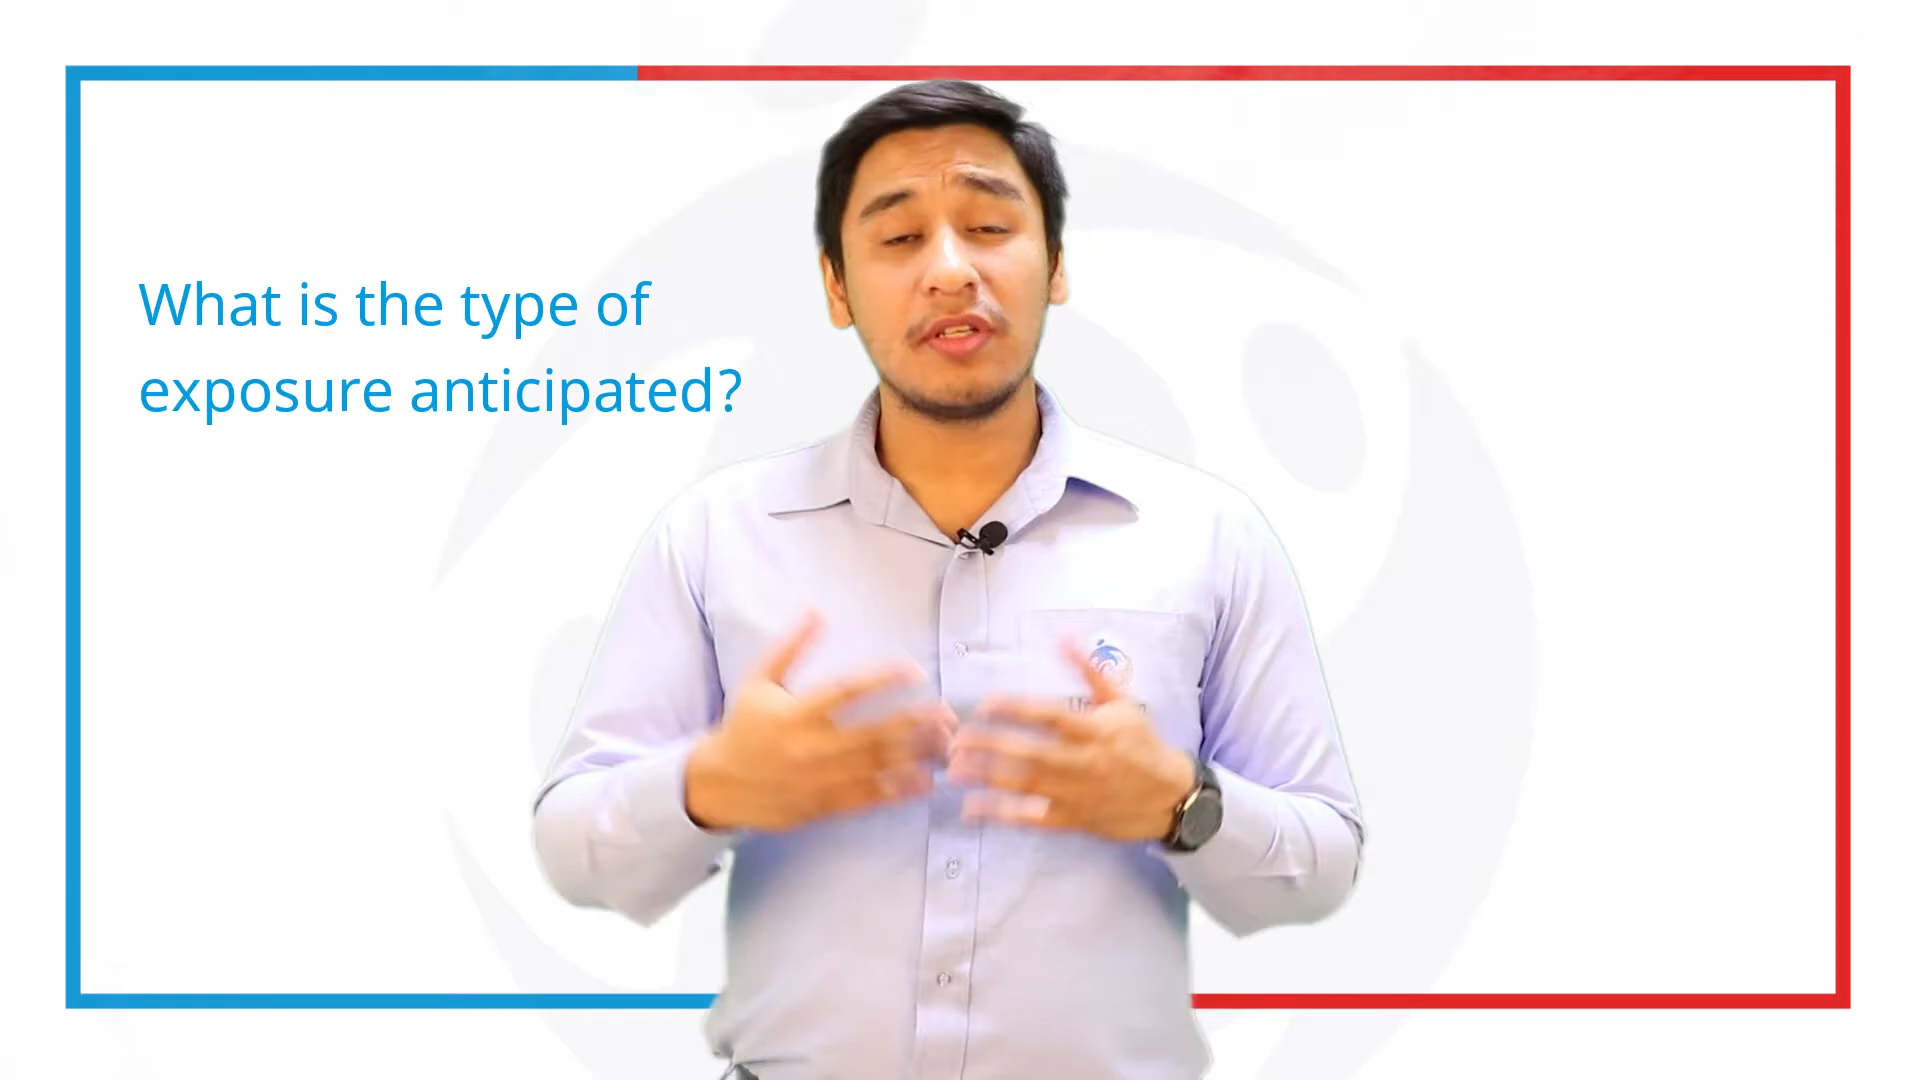 What is the type of
exposure anticipated?